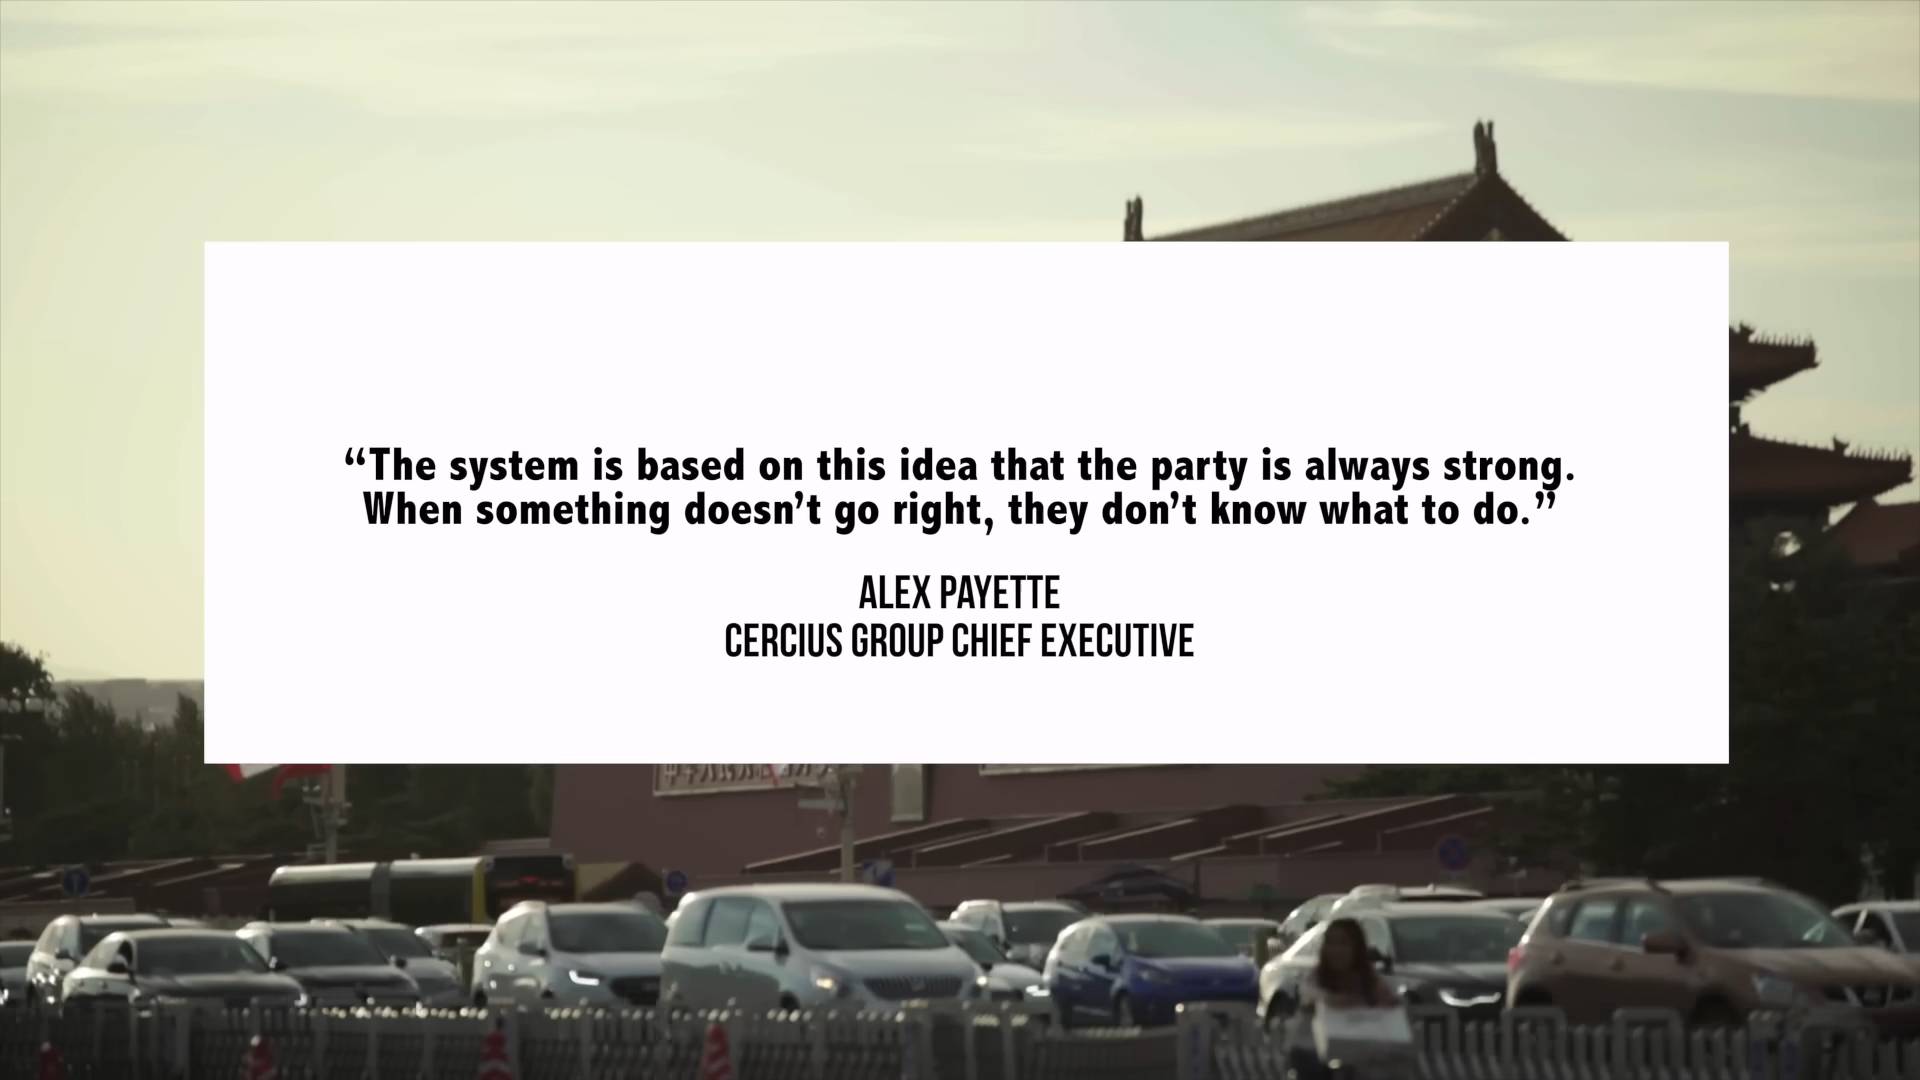 “The system is based on this idea that the party is always strong.
When something doesn’t go right, they don’t know what to do.”
ALEX PAYETTE
CERCIUS GROUP CHIEF EXECUTIVE